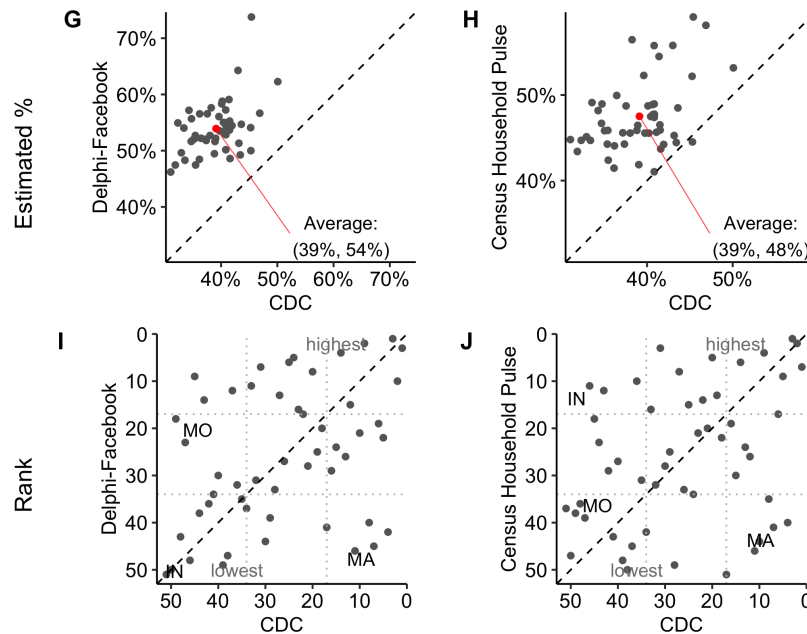 G
H
Estimated %
Delphi-Facebook
70%
60%
50%
40%
Average:
(39%, 54%)
40% 50% 60% 70%
CDC
Census Household Pulse
50%
40%
Average:
(39%, 48%)
40% 50%
CDC
I
J
Rank
Delphi-Facebook
0
10
20
30
40
50
highest
MO
MA
IN
lowest
50 40 30 20 10 0
CDC
Census Household Pulse
0
10
20
30
40
50
highest
IN
MO
MA
lowest
50 40 30 20 10 0
CDC